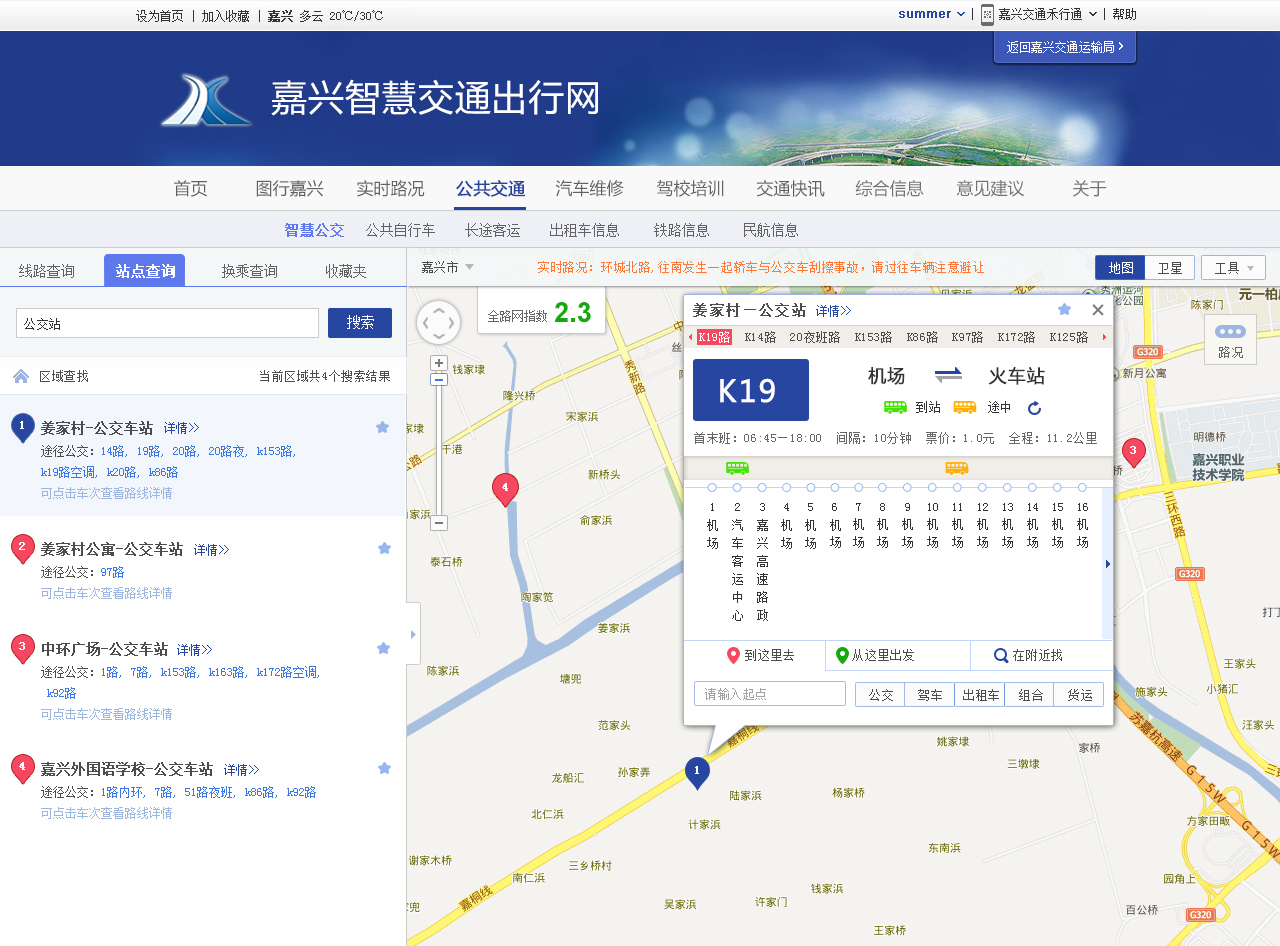 设为首页 | 加入收藏 | 嘉兴 多云 20℃/30℃
summer | 嘉兴交通禾行通 | 帮助
返回嘉兴交通运输局
嘉兴智慧交通出行网
首页 图行嘉兴 实时路况 公共交通 汽车维修 驾校培训 交通快讯 综合信息 意见建议 关于
智慧公交 公共自行车 长途客运 出租车信息 铁路信息 民航信息
线路查询 站点查询 换乘查询 收藏夹
公交站 搜索
区域查找 当前区域共4个搜索结果
1 姜家村-公交车站 详情>>
途径公交：14路, 19路, 20路, 20路夜, k153路,
k19路空调, k20路, k86路
可点击车次查看路线详情
2 姜家村公寓-公交车站 详情>>
途径公交：97路
可点击车次查看路线详情
3 中环广场-公交车站 详情>>
途径公交：1路, 7路, k153路, k163路, k172路空调,
k92路
可点击车次查看路线详情
4 嘉兴外国语学校-公交车站 详情>>
途径公交：1路内环, 7路, 51路夜班, k86路, k92路
可点击车次查看路线详情
嘉兴市
实时路况：环城北路,往南发生一起轿车与公交车刮擦事故，请过往车辆注意避让
地图 卫星 工具
全路网指数 2.3
路况
姜家村－公交站 详情>>
K19路 K14路 20夜班路 K153路 K86路 K97路 K172路 K125路
K19
机场 火车站
到站 途中
首末班：06:45－18:00 间隔：10分钟 票价：1.0元 全程：11.2公里
1 2 3 4 5 6 7 8 9 10 11 12 13 14 15 16
机场
汽车客运中心
嘉兴高速路政
机场
机场
机场
机场
机场
机场
机场
机场
机场
机场
机场
机场
机场
到这里去 从这里出发 在附近找
请输入起点 公交 驾车 出租车 组合 货运
钱家埭
隆兴桥
宋家浜
秀新路
千港
新桥头
4
俞家浜
泰石桥
陶家笕
姜家浜
陈家浜
塘兜
范家头
龙船汇
孙家弄
北仁浜
谢家木桥
南仁浜
三乡桥村
嘉桐线
嘉桐线
1
陆家浜
计家浜
杨家桥
姚家埭
三墩埭
家桥
东南浜
钱家浜
许家门
吴家浜
王家桥
陈家门
G320
新月公寓
明德桥
嘉兴职业
技术学院
3
三环西路
G320
王家头
施家头
小猪汇
汪家头
苏嘉杭高速
G15W
G15W
方家田畈
园角上
百公桥
G320